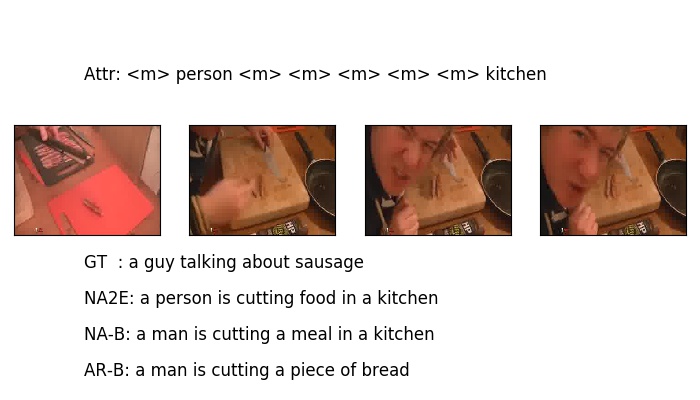 Attr: <m> person <m> <m> <m> <m> <m> kitchen
HP
GT : a guy talking about sausage
NA2E: a person is cutting food in a kitchen
NA-B: a man is cutting a meal in a kitchen
AR-B: a man is cutting a piece of bread